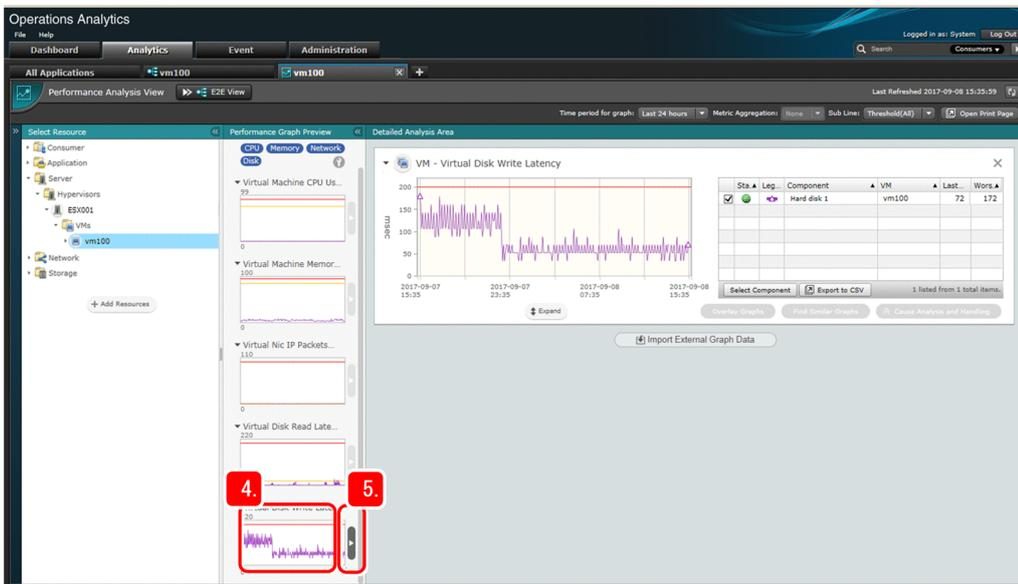 Operations Analytics
File Help
Logged in as: System Log Out
Dashboard Analytics Event Administration
Search Consumers
All Applications vm100 vm100 X +
Performance Analysis View E2E View Last Refreshed 2017-09-08 15:35:59
Time period for graph: Last 24 hours Metric Aggregation: None Sub Line: Threshold(All) Open Print Page
Select Resource Performance Graph Preview Detailed Analysis Area
Consumer
Application
Server
Hypervisors
ESX001
VMs
vm100
Network
Storage
+ Add Resources
CPU Memory Network
Disk ?
Virtual Machine CPU Us...
99
0
Virtual Machine Memor...
100
0
Virtual Nic IP Packets...
110
0
Virtual Disk Read Late...
220
4. 5.
20
0
VM - Virtual Disk Write Latency
msec
200
150
100
50
0
2017-09-07 15:35
2017-09-07 23:35
2017-09-08 07:35
2017-09-08 15:35
Expand
Sta. Leg... Component VM Last... Wors.
Hard disk 1 vm100 72 172
Select Component Export to CSV 1 listed from 1 total items.
Overlay Graphs Find Similar Graphs Cause Analysis and Handling
Import External Graph Data